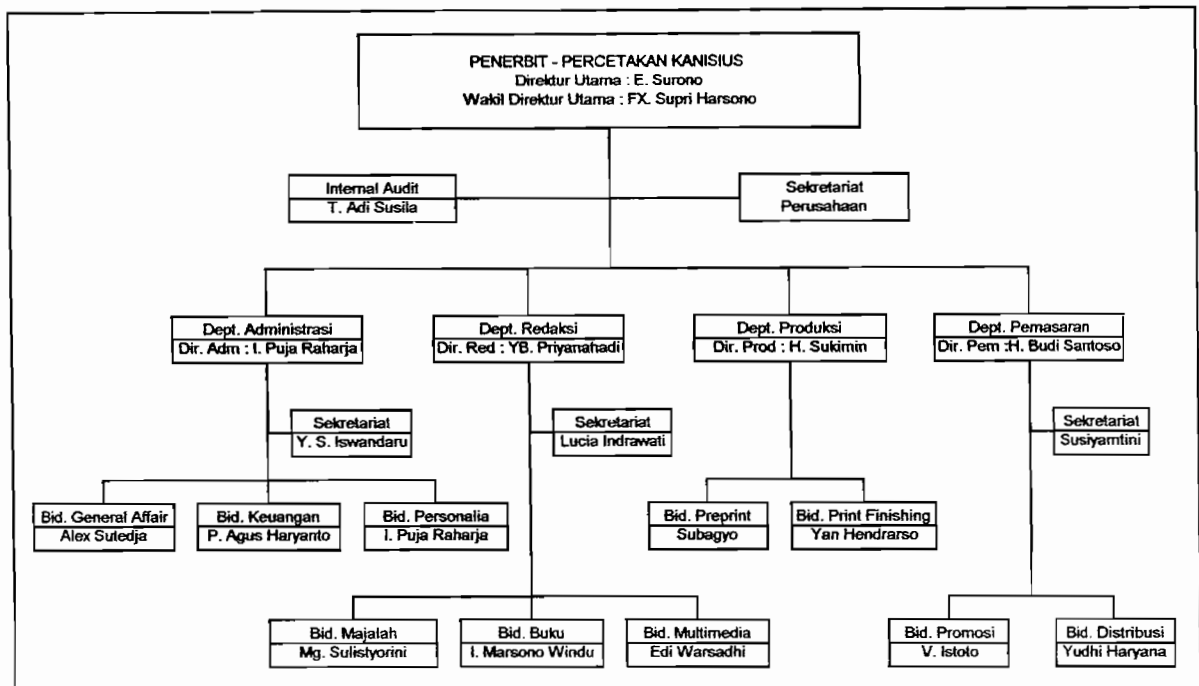 PENERBIT - PERCETAKAN KANISIUS
Direktur Utama : E. Surono
Wakil Direktur Utama : FX. Supri Harsono
Internal Audit
T. Adi Susila
Sekretariat
Perusahaan
Dept. Administrasi
Dir. Adm : I. Puja Raharja
Dept. Redaksi
Dir. Red : YB. Priyanahadi
Dept. Produksi
Dir. Prod : H. Sukimin
Dept. Pemasaran
Dir. Pem :H. Budi Santoso
Sekretariat
Y. S. Iswandaru
Sekretariat
Lucia Indrawati
Sekretariat
Susiyamtini
Bid. General Affair
Alex Sutedja
Bid. Keuangan
P. Agus Haryanto
Bid. Personalia
I. Puja Raharja
Bid. Preprint
Subagyo
Bid. Print Finishing
Yan Hendrarso
Bid. Majalah
Mg. Sulistyorini
Bid. Buku
I. Marsono Windu
Bid. Multimedia
Edi Warsadhi
Bid. Promosi
V. Istoto
Bid. Distribusi
Yudhi Haryana